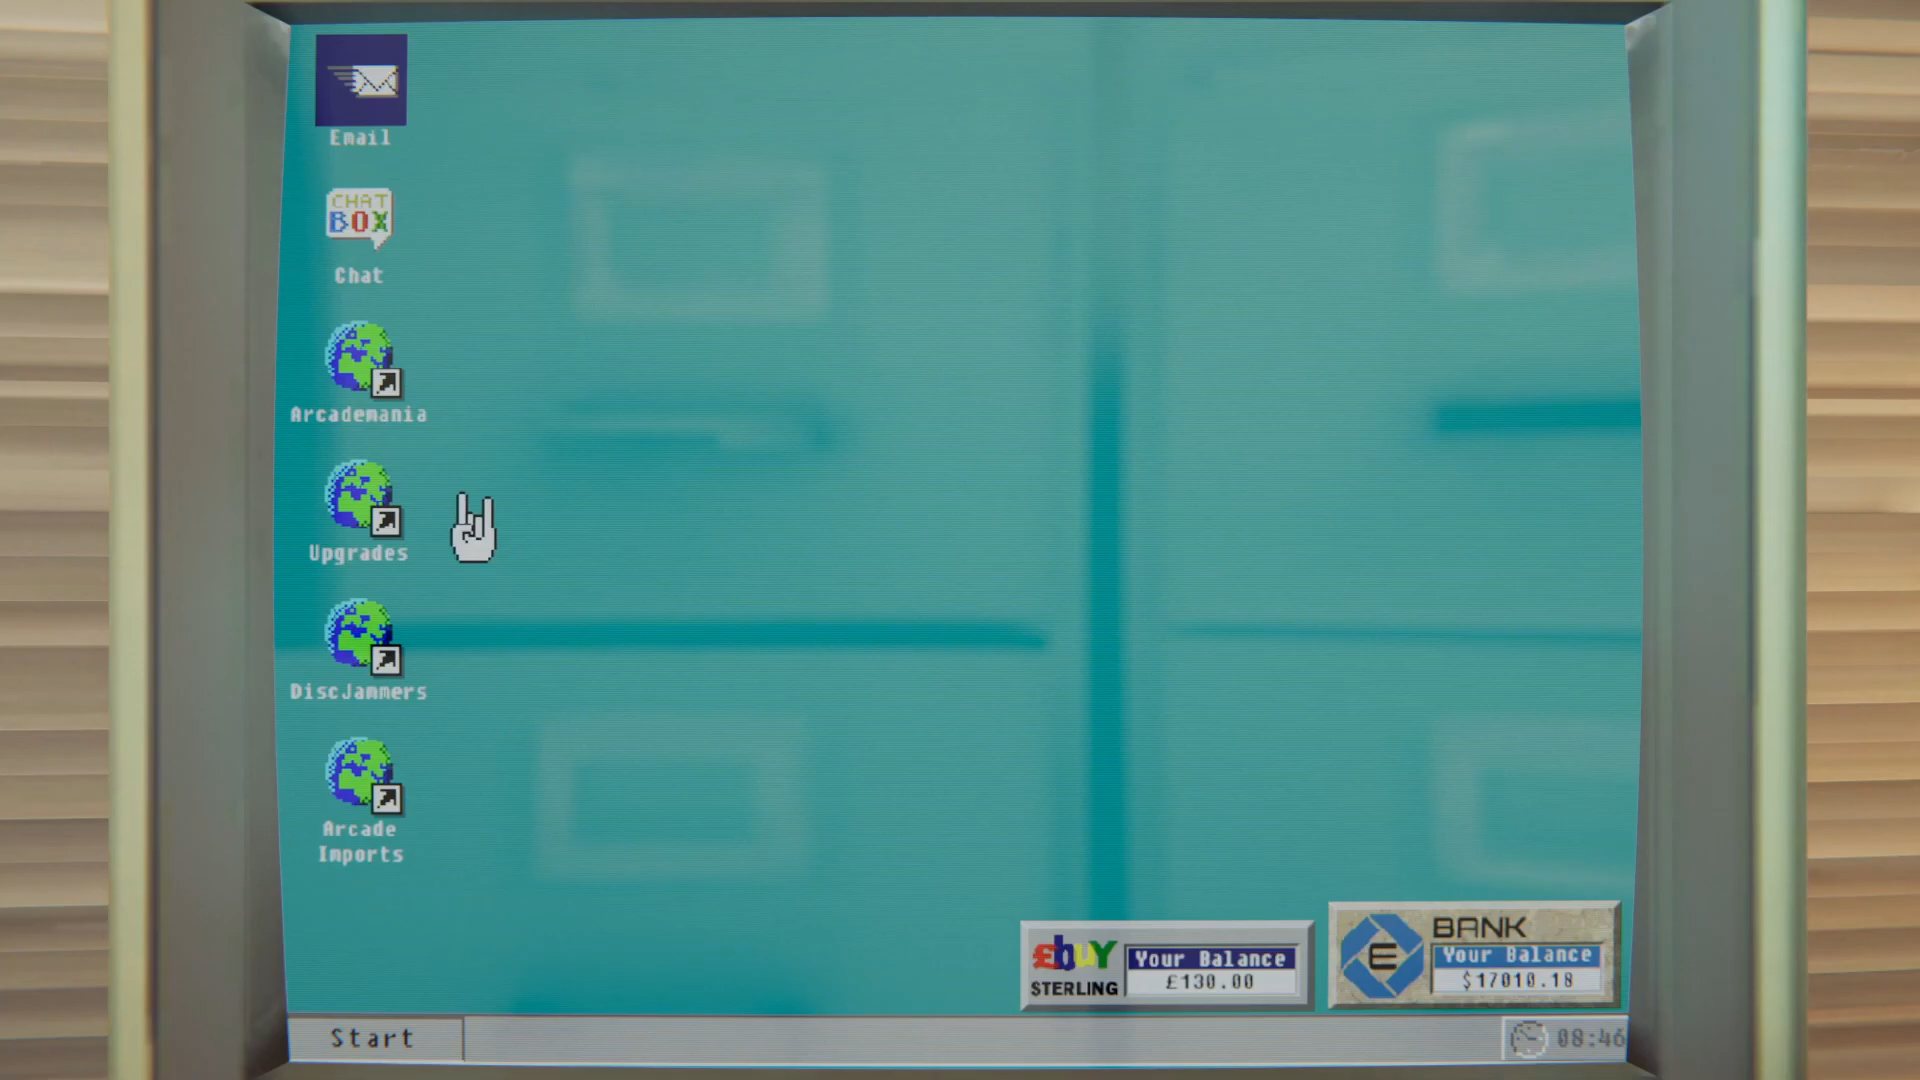 Email
CHAT
BOX
Chat
Arcademania
Upgrades
DiscJammers
Arcade
Imports
£buY
STERLING
Your Balance
£130.00
E
BANK
Your Balance
$17010.18
Start
08:46